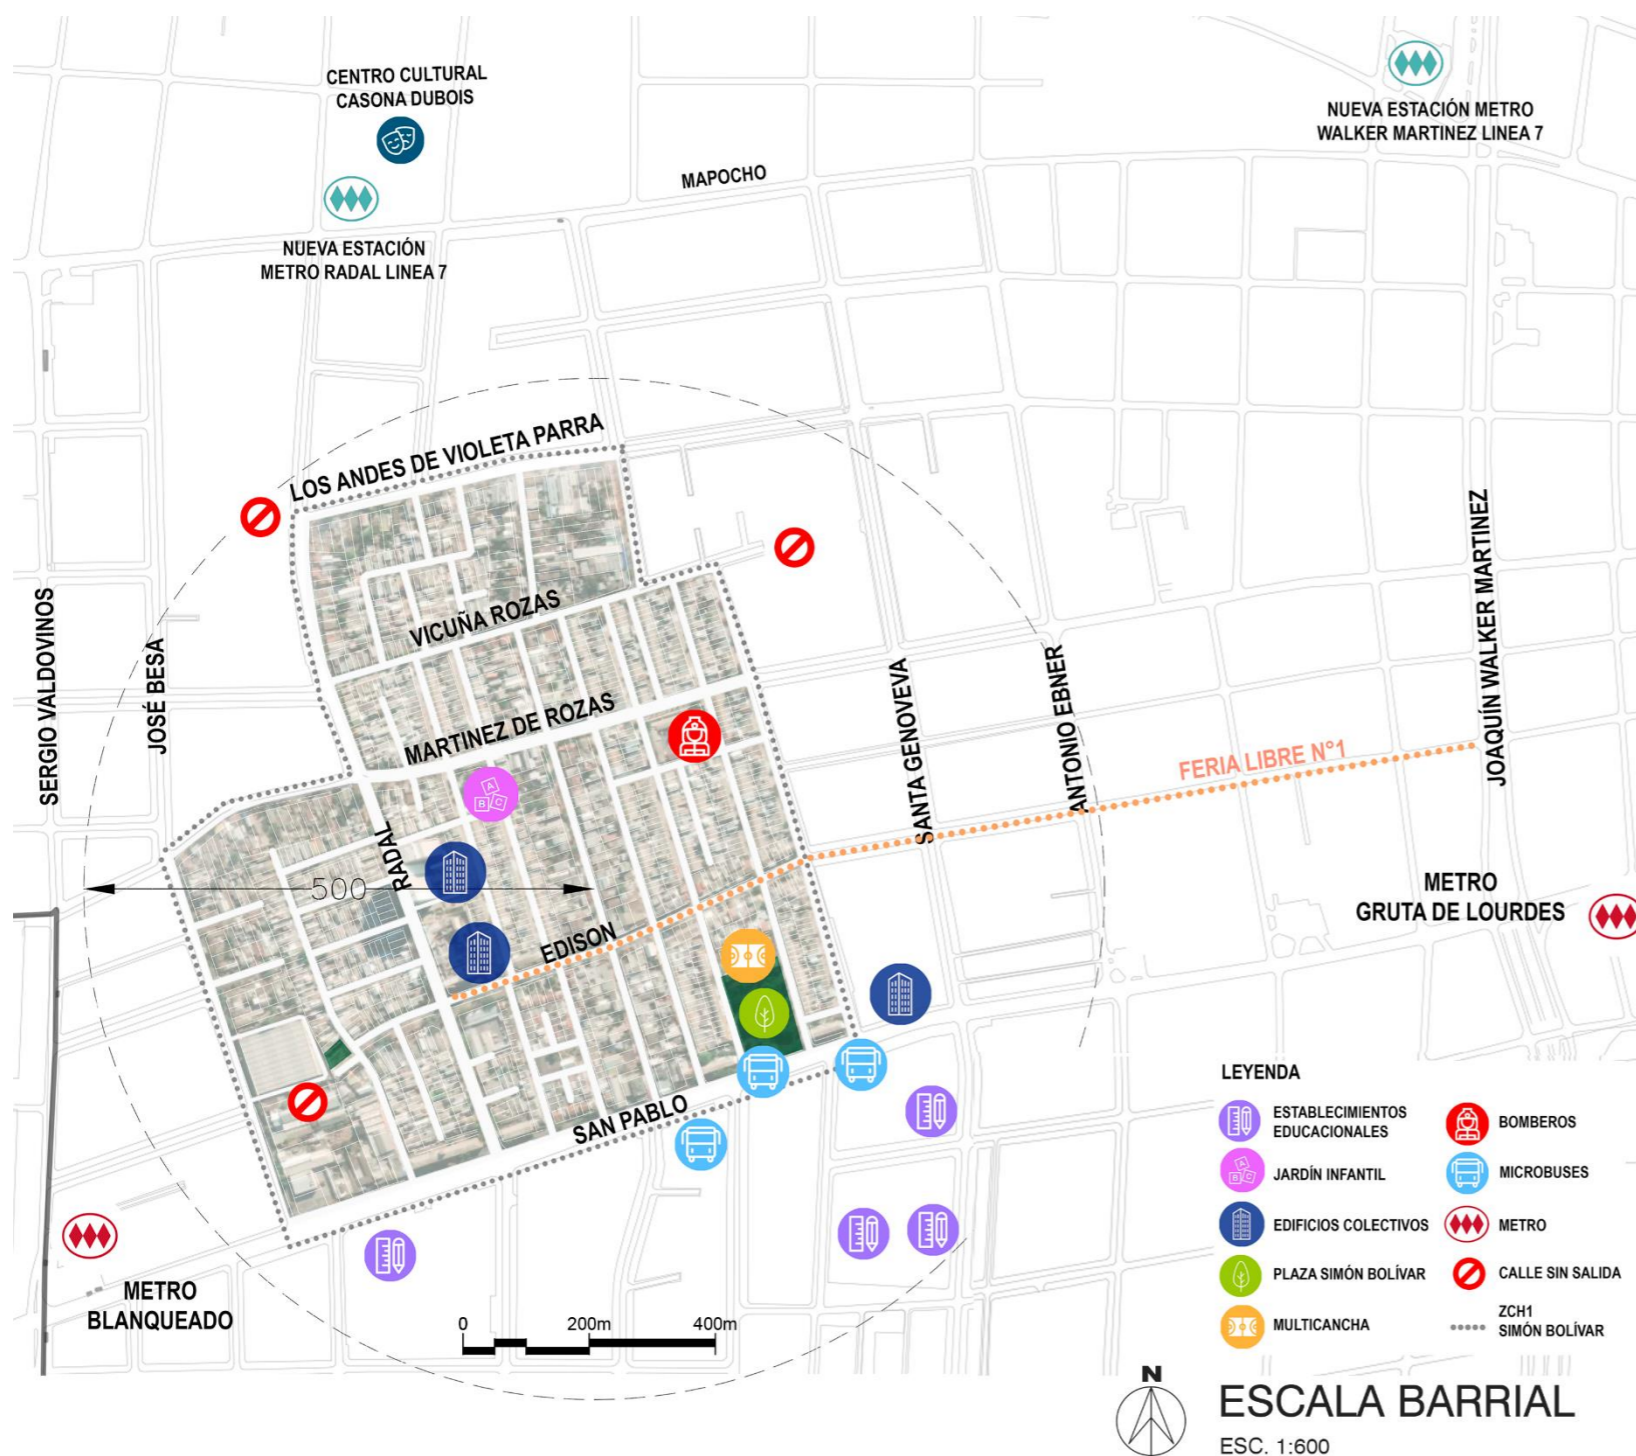 CENTRO CULTURAL
CASONA DUBOIS
NUEVA ESTACIÓN METRO
WALKER MARTINEZ LINEA 7
MAPOCHO
NUEVA ESTACIÓN
METRO RADAL LINEA 7
LOS ANDES DE VIOLETA PARRA
VICUÑA ROZAS
MARTINEZ DE ROZAS
SERGIO VALDOVINOS
JOSÉ BESA
RADAL
SANTA GENOVEVA
ANTONIO EBNER
JOAQUÍN WALKER MARTINEZ
FERIA LIBRE N°1
A
B C
500
EDISON
METRO
GRUTA DE LOURDES
SAN PABLO
METRO
BLANQUEADO
0 200m 400m
LEYENDA
ESTABLECIMIENTOS
EDUCACIONALES
A
B C
JARDÍN INFANTIL
EDIFICIOS COLECTIVOS
PLAZA SIMÓN BOLÍVAR
MULTICANCHA
BOMBEROS
MICROBUSES
METRO
CALLE SIN SALIDA
ZCH1
SIMÓN BOLÍVAR
N
ESCALA BARRIAL
ESC. 1:600